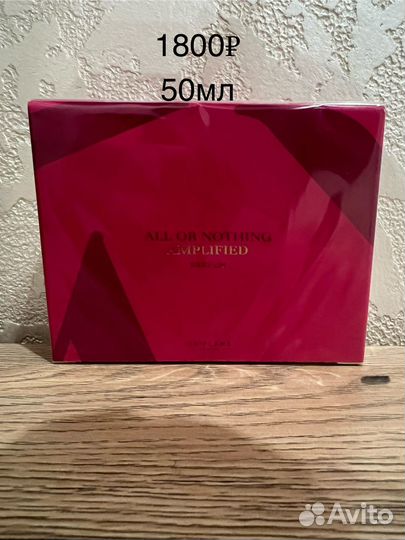 1800₽
50мл
ALL OR NOTHING
AMPLIFIED
Avito